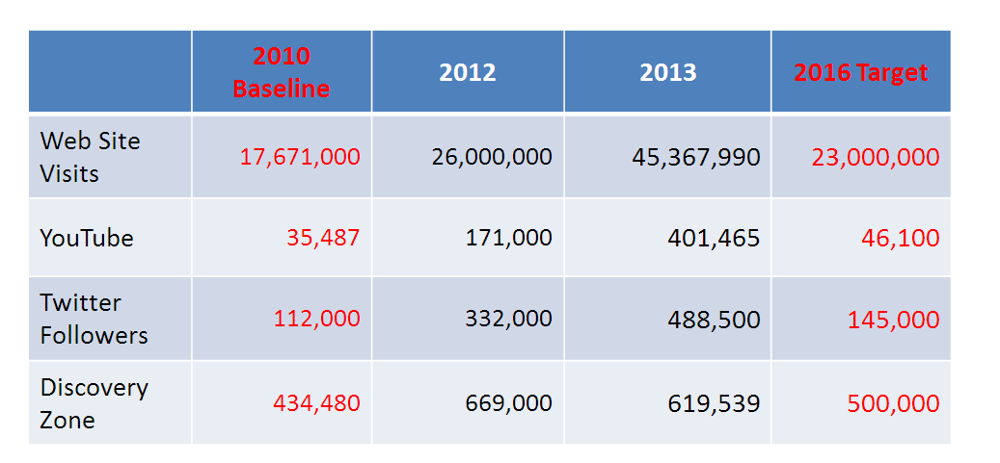 2010 Baseline 2012 2013 2016 Target
Web Site Visits 17,671,000 26,000,000 45,367,990 23,000,000
YouTube 35,487 171,000 401,465 46,100
Twitter Followers 112,000 332,000 488,500 145,000
Discovery Zone 434,480 669,000 619,539 500,000